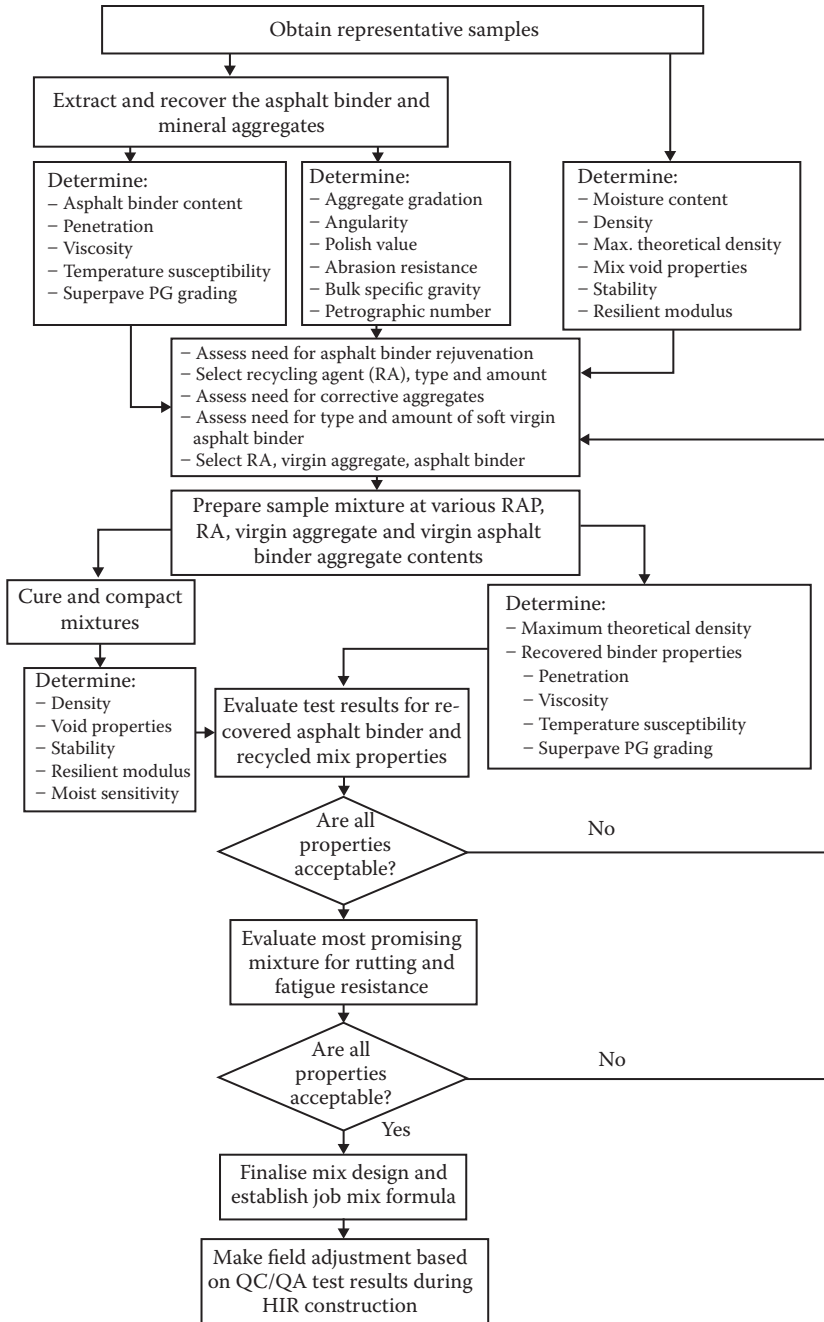 Obtain representative samples
Extract and recover the asphalt binder and
mineral aggregates
Determine:
– Asphalt binder content
– Penetration
– Viscosity
– Temperature susceptibility
– Superpave PG grading
Determine:
– Aggregate gradation
– Angularity
– Polish value
– Abrasion resistance
– Bulk specific gravity
– Petrographic number
Determine:
– Moisture content
– Density
– Max. theoretical density
– Mix void properties
– Stability
– Resilient modulus
– Assess need for asphalt binder rejuvenation
– Select recycling agent (RA), type and amount
– Assess need for corrective aggregates
– Assess need for type and amount of soft virgin
asphalt binder
– Select RA, virgin aggregate, asphalt binder
Prepare sample mixture at various RAP,
RA, virgin aggregate and virgin asphalt
binder aggregate contents
Cure and compact
mixtures
Determine:
– Density
– Void properties
– Stability
– Resilient modulus
– Moist sensitivity
Determine:
– Maximum theoretical density
– Recovered binder properties
– Penetration
– Viscosity
– Temperature susceptibility
– Superpave PG grading
Evaluate test results for re-
covered asphalt binder and
recycled mix properties
Are all
properties
acceptable?
No
Evaluate most promising
mixture for rutting and
fatigue resistance
Are all
properties
acceptable?
No
Yes
Finalise mix design and
establish job mix formula
Make field adjustment based
on QC/QA test results during
HIR construction